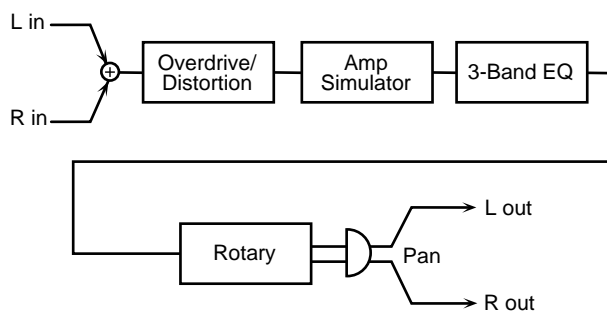 L in
Overdrive/
Distortion
Amp
Simulator
3-Band EQ
R in
L out
Rotary
Pan
R out